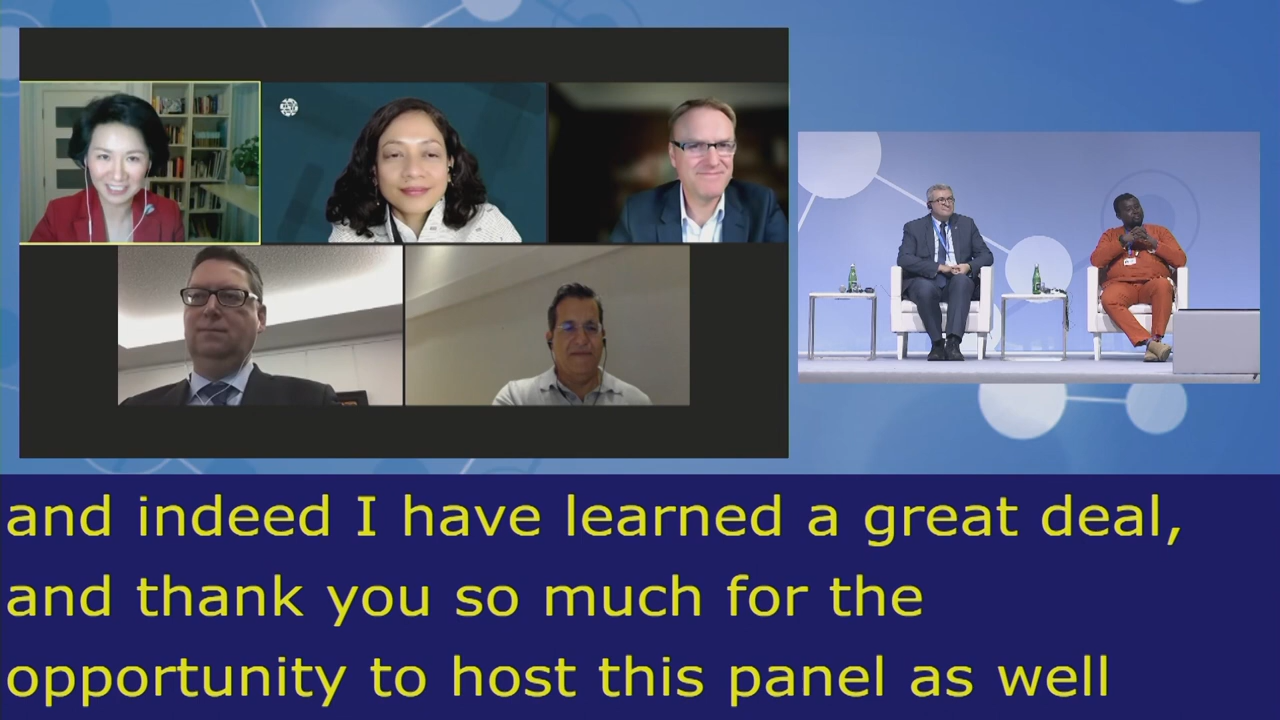 and indeed I have learned a great deal,
and thank you so much for the
opportunity to host this panel as well